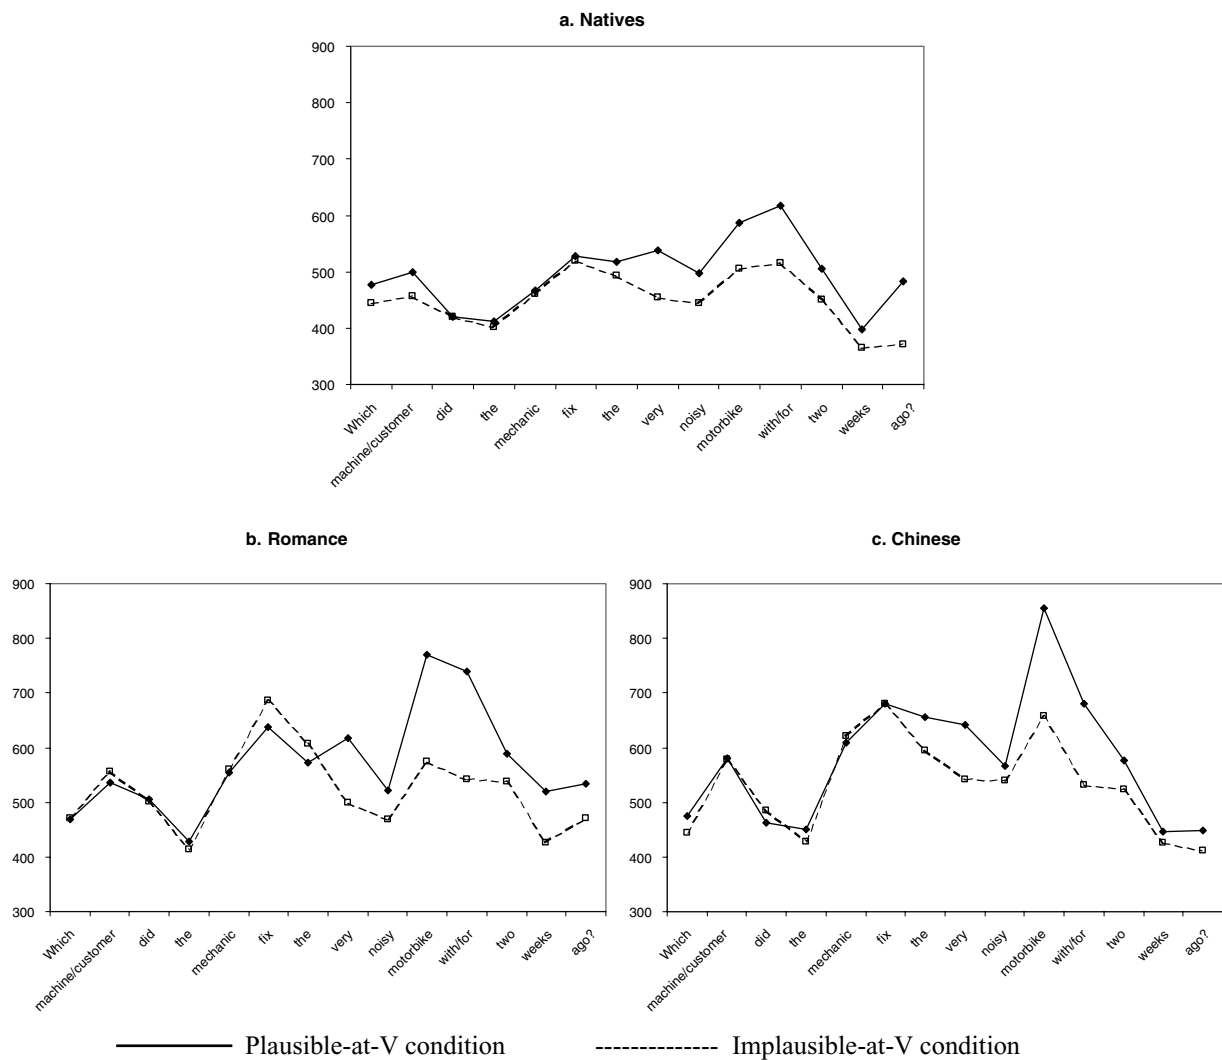 a. Natives
900
800
700
600
500
400
300
Which
machine/customer
did
the
mechanic
fix
the
very
noisy
motorbike
with/for
two
weeks
ago?
b. Romance
900
800
700
600
500
400
300
Which
machine/customer
did
the
mechanic
fix
the
very
noisy
motorbike
with/for
two
weeks
ago?
c. Chinese
900
800
700
600
500
400
300
Which
machine/customer
did
the
mechanic
fix
the
very
noisy
motorbike
with/for
two
weeks
ago?
Plausible-at-V condition
Implausible-at-V condition